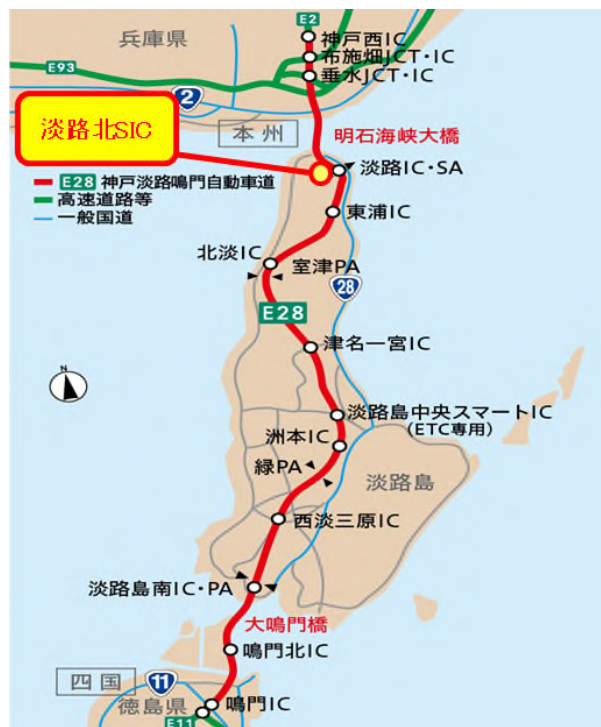 E2
兵庫県
神戸西IC
布施畑JCT・IC
E93
垂水JCT・IC
2
淡路北SIC
本州
明石海峡大橋
淡路IC・SA
E28 神戸淡路鳴門自動車道
高速道路等
一般国道
東浦IC
北淡IC
室津PA
28
E28
津名一宮IC
N
淡路島中央スマートIC
(ETC専用)
洲本IC
緑PA
淡路島
西淡三原IC
淡路島南IC・PA
大鳴門橋
鳴門北IC
四国
11
徳島県
鳴門IC
E11